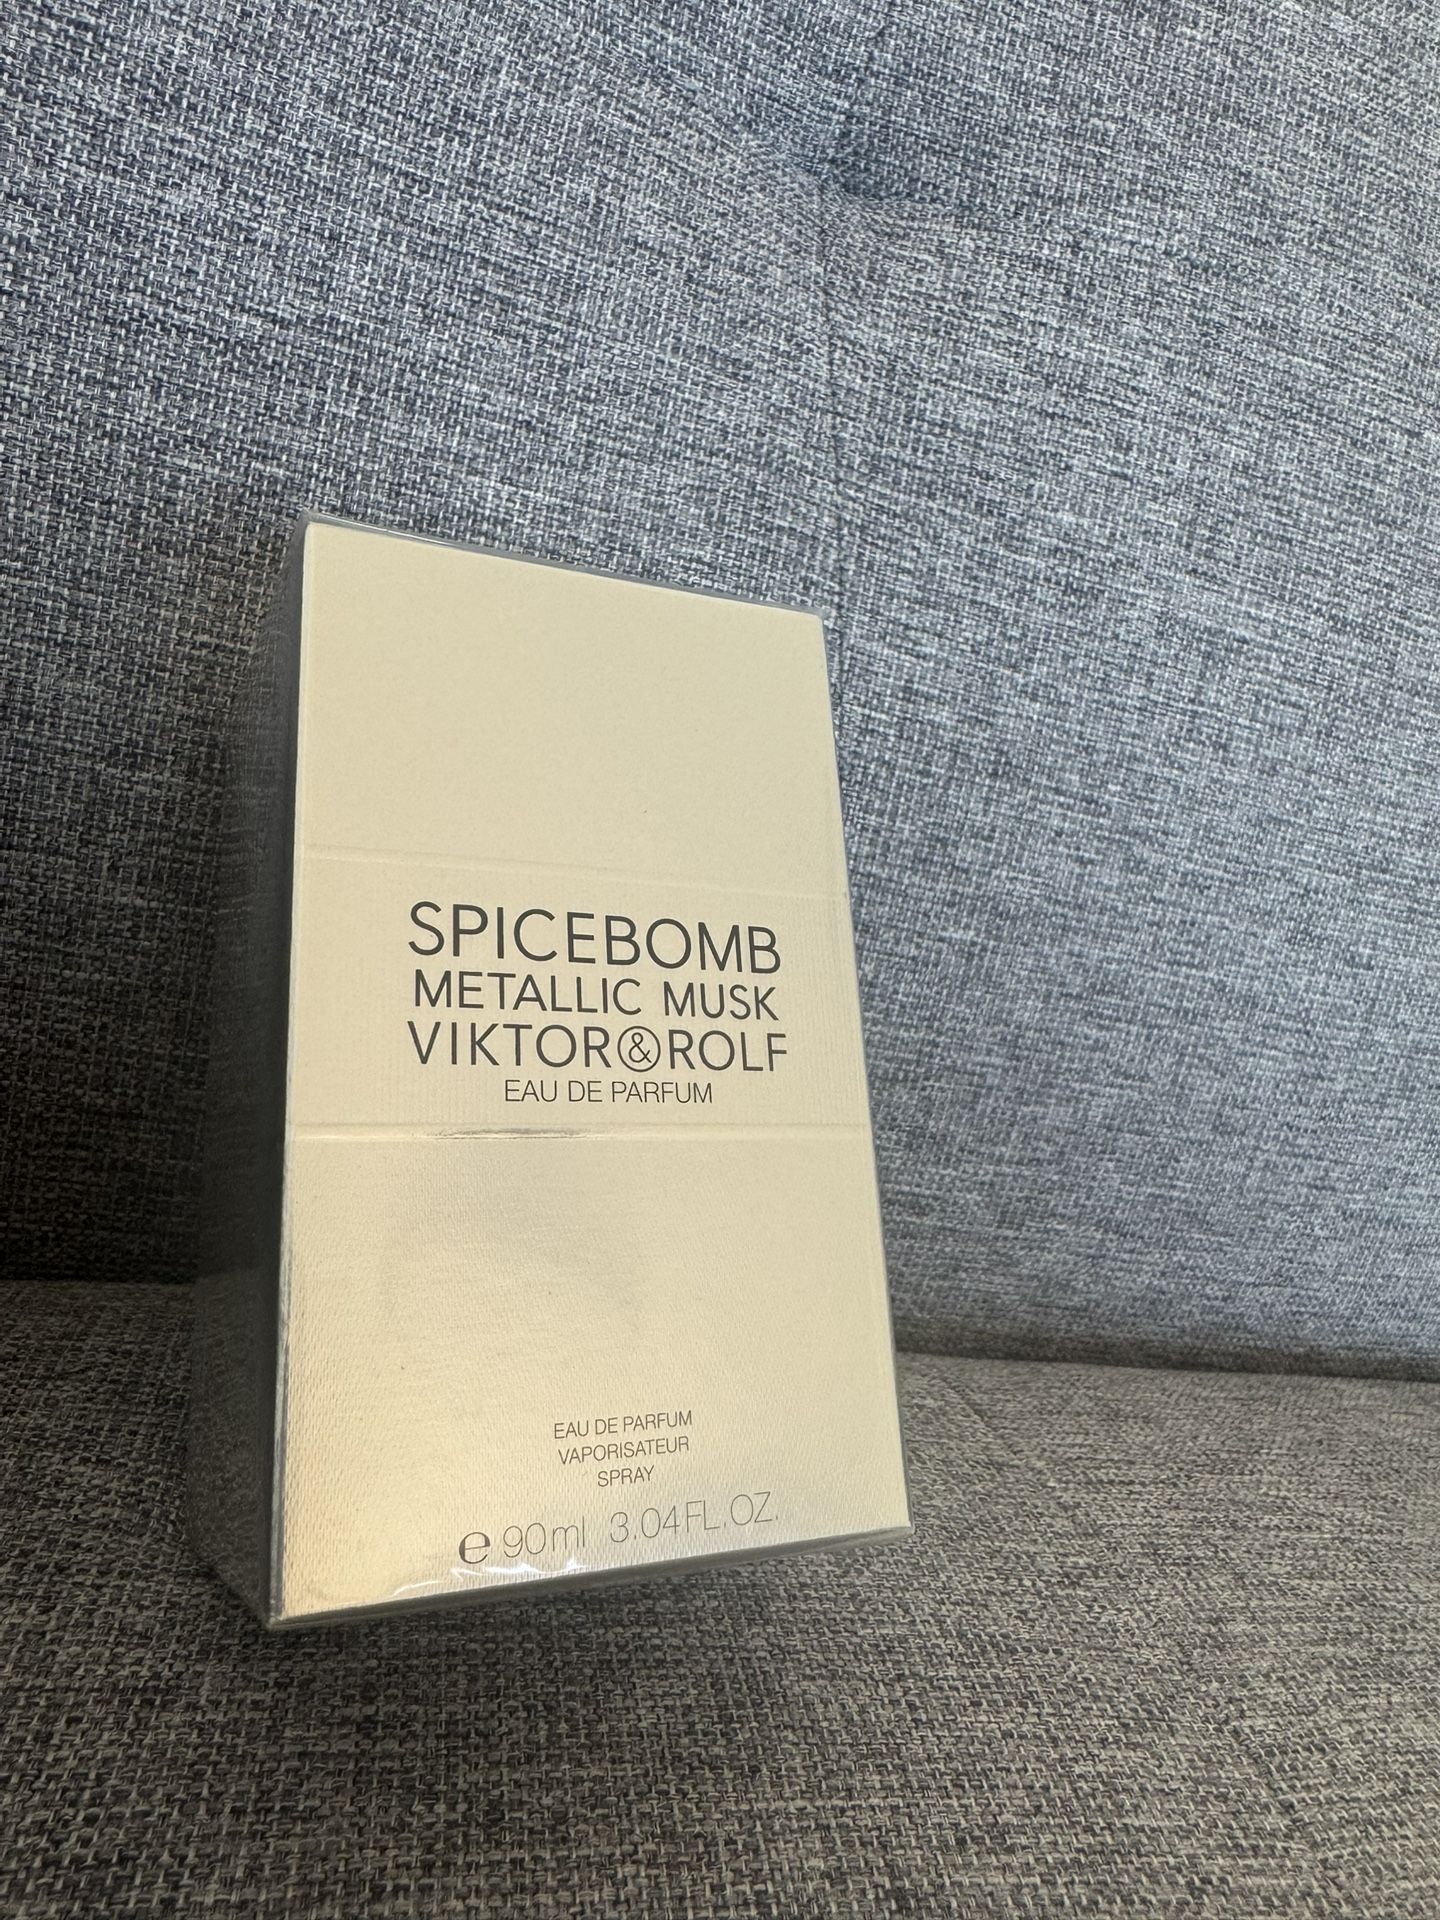 SPICEBOMB
METALLIC MUSK
VIKTOR&ROLF
EAU DE PARFUM
EAU DE PARFUM
VAPORISATEUR
SPRAY
℮ 90ml 3.04FL.OZ.